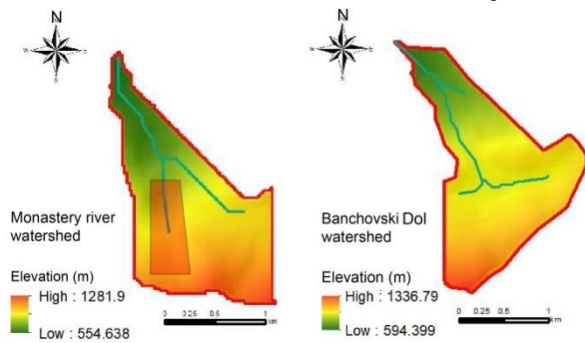 N
W
E
S
Monastery river
watershed
Elevation (m)
High : 1281.9
Low : 554.638
0 0.25 0.5 1
km
N
W
E
S
Banchovski Dol
watershed
Elevation (m)
High : 1336.79
Low : 594.399
0 0.25 0.5 1
km